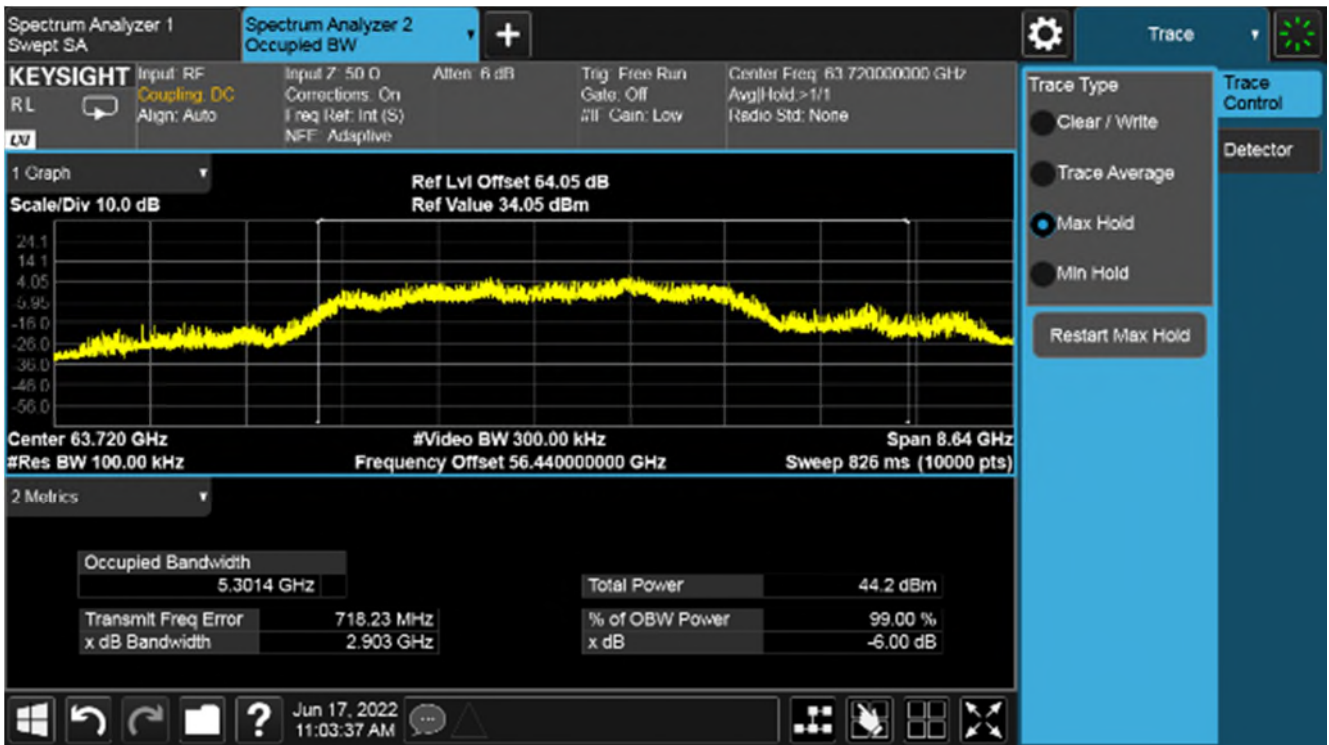 Spectrum Analyzer 1
Swept SA
Spectrum Analyzer 2
Occupied BW
Trace
KEYSIGHT
RL
LXI
Input: RF
Coupling: DC
Align: Auto
Input Z: 50 Ω
Corrections: On
Freq Ref: Int (S)
NFE: Adaptive
Atten: 6 dB
Trig: Free Run
Gate: Off
#IF Gain: Low
Center Freq: 63.720000000 GHz
Avg|Hold:>1/1
Radio Std: None
1 Graph
Scale/Div 10.0 dB
Ref Lvl Offset 64.05 dB
Ref Value 34.05 dBm
24.1
14.1
4.05
-5.95
-16.0
-26.0
-36.0
-46.0
-56.0
Center 63.720 GHz
#Video BW 300.00 kHz
Span 8.64 GHz
#Res BW 100.00 kHz
Frequency Offset 56.440000000 GHz
Sweep 826 ms (10000 pts)
2 Metrics
Occupied Bandwidth
5.3014 GHz
Total Power 44.2 dBm
Transmit Freq Error 718.23 MHz
% of OBW Power 99.00 %
x dB Bandwidth 2.903 GHz
x dB -6.00 dB
Trace Type
Clear / Write
Trace Average
Max Hold
Min Hold
Restart Max Hold
Trace
Control
Detector
?
Jun 17, 2022
11:03:37 AM